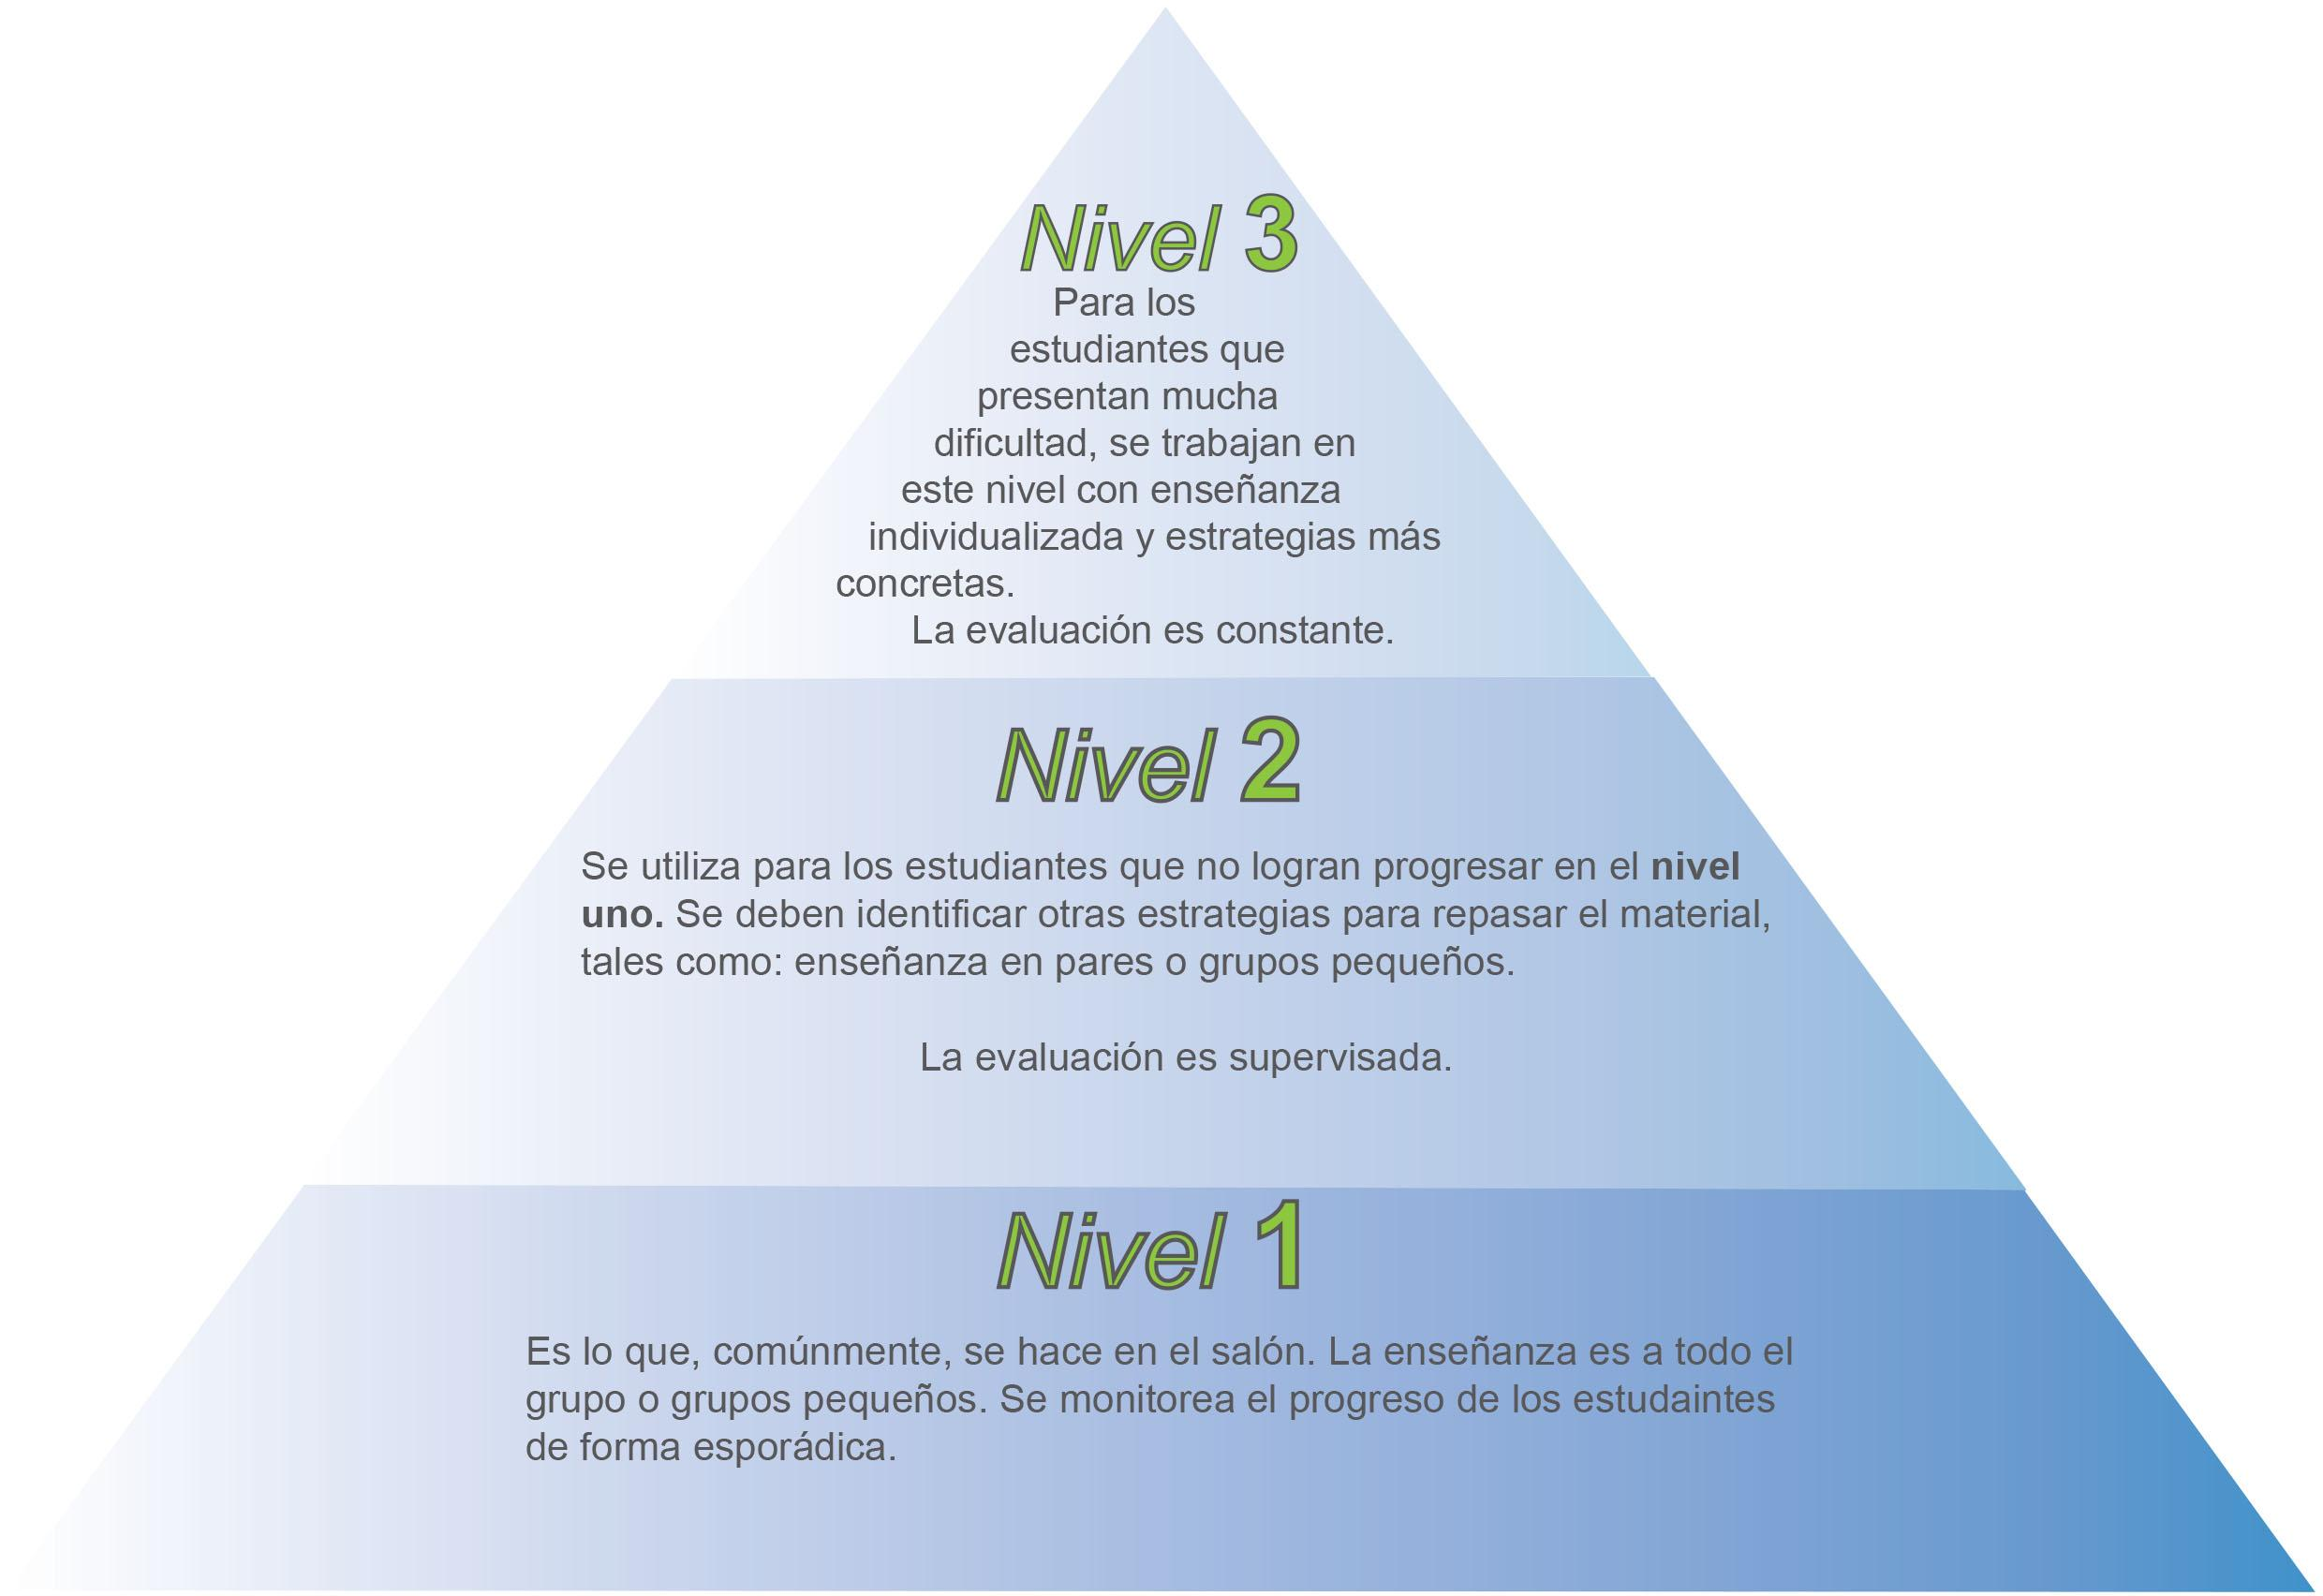 Nivel 3
Para los
estudiantes que
presentan mucha
dificultad, se trabajan en
este nivel con enseñanza
individualizada y estrategias más
concretas.
La evaluación es constante.
Nivel 2
Se utiliza para los estudiantes que no logran progresar en el nivel
uno. Se deben identificar otras estrategias para repasar el material,
tales como: enseñanza en pares o grupos pequeños.
La evaluación es supervisada.
Nivel 1
Es lo que, comúnmente, se hace en el salón. La enseñanza es a todo el
grupo o grupos pequeños. Se monitorea el progreso de los estudaintes
de forma esporádica.